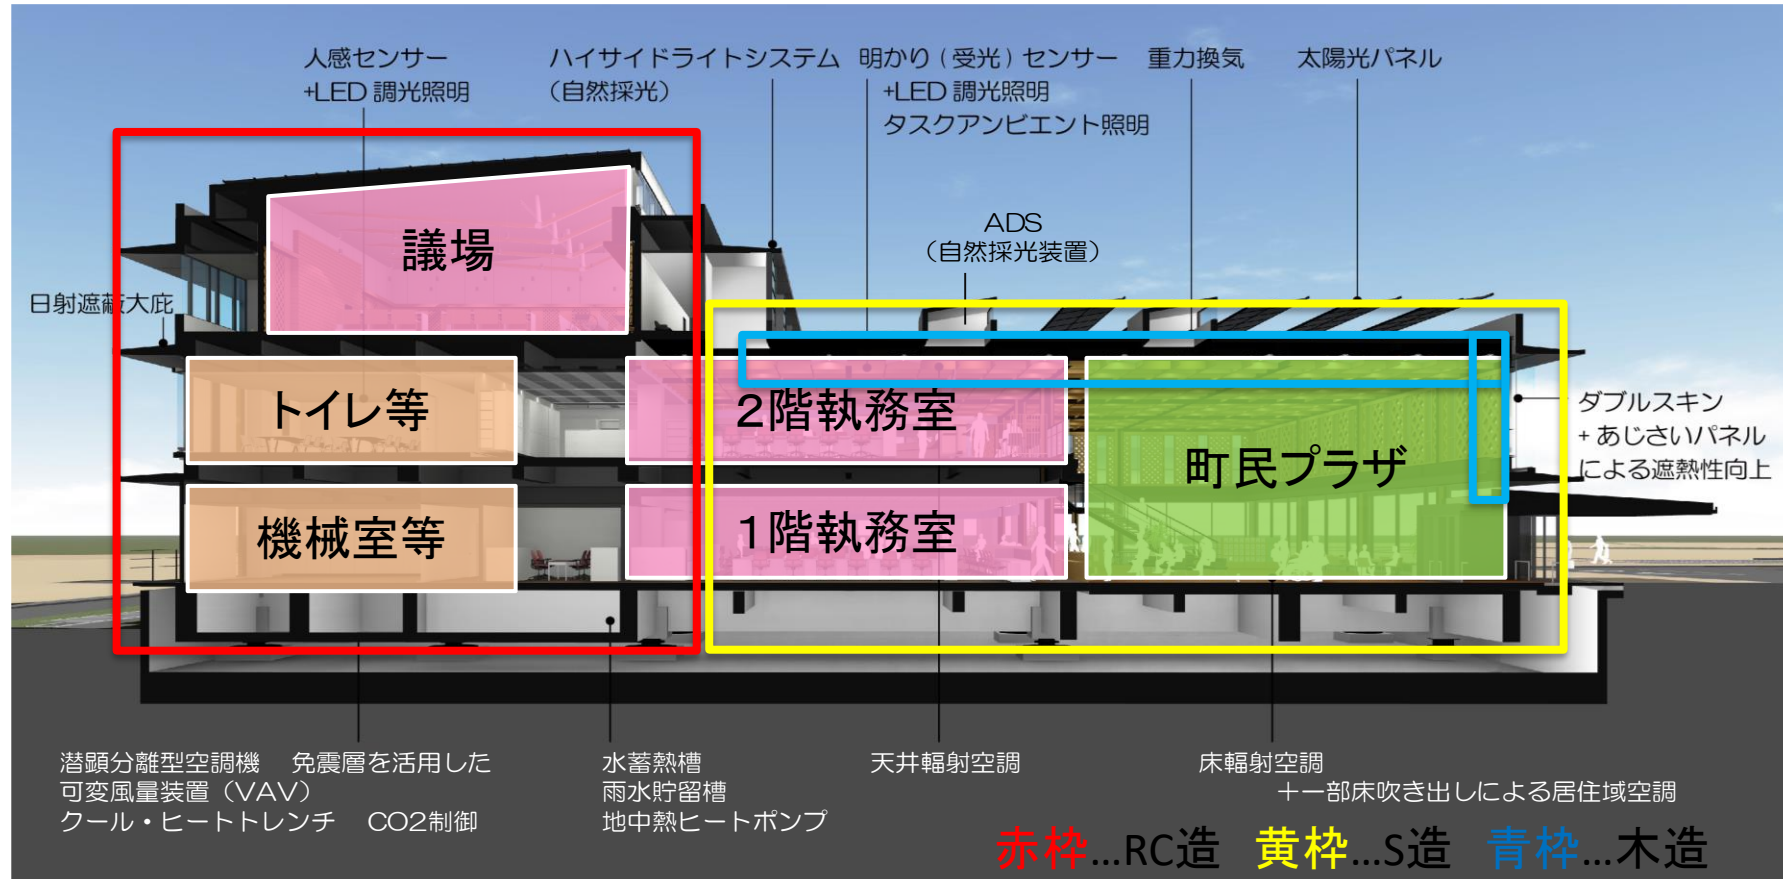 人感センサー
+LED 調光照明
ハイサイドライトシステム
（自然採光）
明かり（受光）センサー
+LED 調光照明
タスクアンビエント照明
重力換気
太陽光パネル
ADS
（自然採光装置）
日射遮蔽大庇
議場
トイレ等
機械室等
２階執務室
１階執務室
町民プラザ
ダブルスキン
+ あじさいパネル
による遮熱性向上
潜顕分離型空調機　免震層を活用した
可変風量装置（VAV）
クール・ヒートトレンチ　CO2制御
水蓄熱槽
雨水貯留槽
地中熱ヒートポンプ
天井輻射空調
床輻射空調
＋一部床吹き出しによる居住域空調
赤枠…RC造　黄枠…S造　青枠…木造